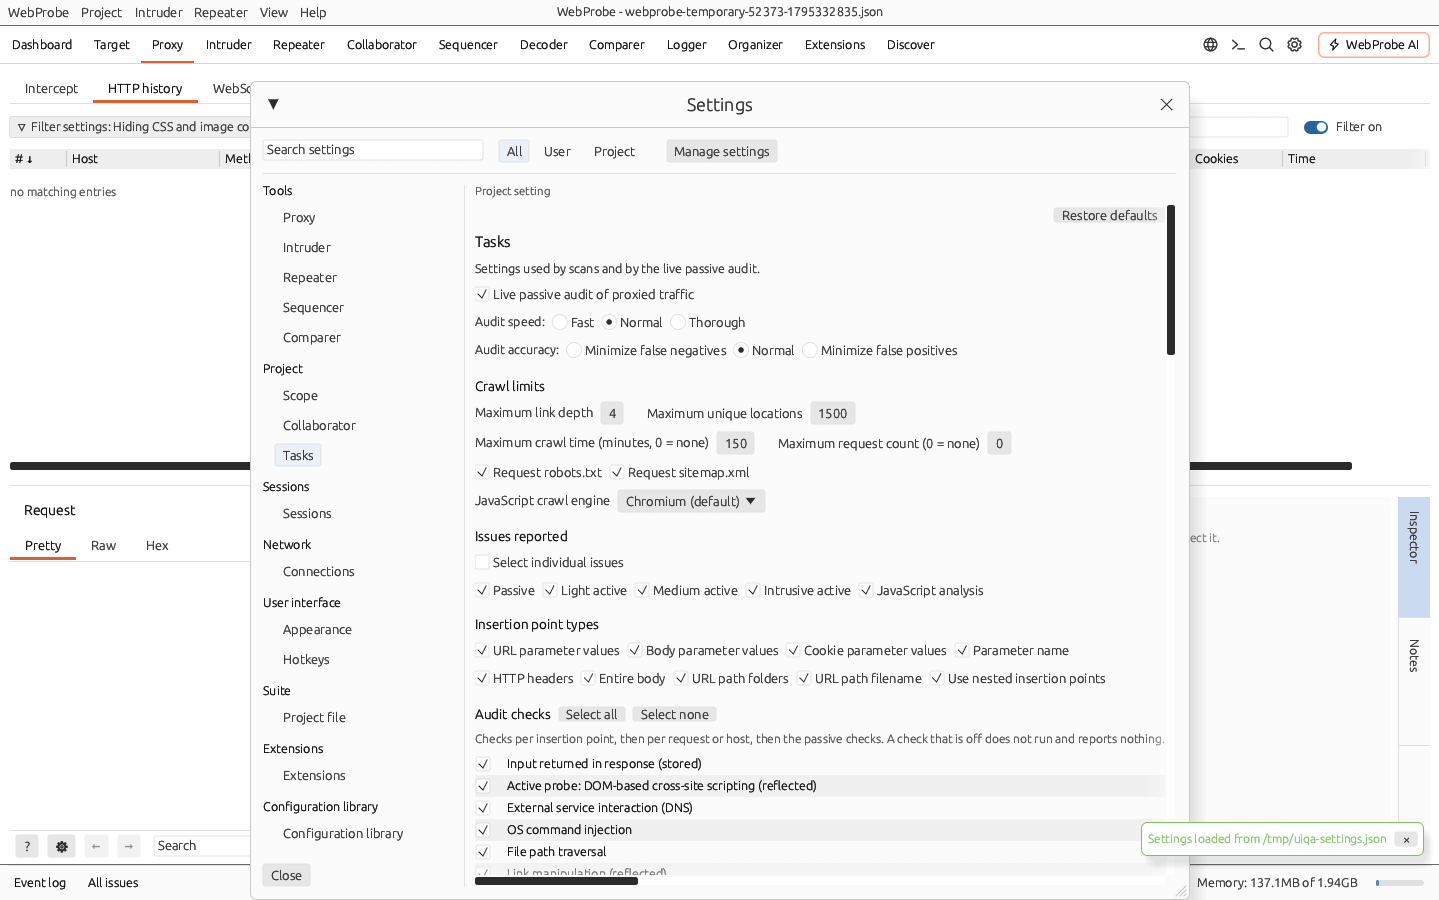 WebProbe Project Intruder Repeater View Help
WebProbe - webprobe-temporary-52373-1795332835.json
Dashboard Target Proxy Intruder Repeater Collaborator Sequencer Decoder Comparer Logger Organizer Extensions Discover
WebProbe AI
Intercept HTTP history WebSc
Filter settings: Hiding CSS and image co
Filter on
# Host Meth Cookies Time
no matching entries
Settings
Search settings
All User Project Manage settings
Tools
Proxy
Intruder
Repeater
Sequencer
Comparer
Project
Scope
Collaborator
Tasks
Sessions
Sessions
Network
Connections
User interface
Appearance
Hotkeys
Suite
Project file
Extensions
Extensions
Configuration library
Configuration library
Close
Project setting
Restore defaults
Tasks
Settings used by scans and by the live passive audit.
Live passive audit of proxied traffic
Audit speed: Fast Normal Thorough
Audit accuracy: Minimize false negatives Normal Minimize false positives
Crawl limits
Maximum link depth 4 Maximum unique locations 1500
Maximum crawl time (minutes, 0 = none) 150 Maximum request count (0 = none) 0
Request robots.txt Request sitemap.xml
JavaScript crawl engine Chromium (default)
Issues reported
Select individual issues
Passive Light active Medium active Intrusive active JavaScript analysis
Insertion point types
URL parameter values Body parameter values Cookie parameter values Parameter name
HTTP headers Entire body URL path folders URL path filename Use nested insertion points
Audit checks Select all Select none
Checks per insertion point, then per request or host, then the passive checks. A check that is off does not run and reports nothing.
Input returned in response (stored)
Active probe: DOM-based cross-site scripting (reflected)
External service interaction (DNS)
OS command injection
File path traversal
Link manipulation (reflected)
Request
Pretty Raw Hex
ect it.
Inspector
Notes
Settings loaded from /tmp/uiqa-settings.json
? Search
Event log All issues
Memory: 137.1MB of 1.94GB